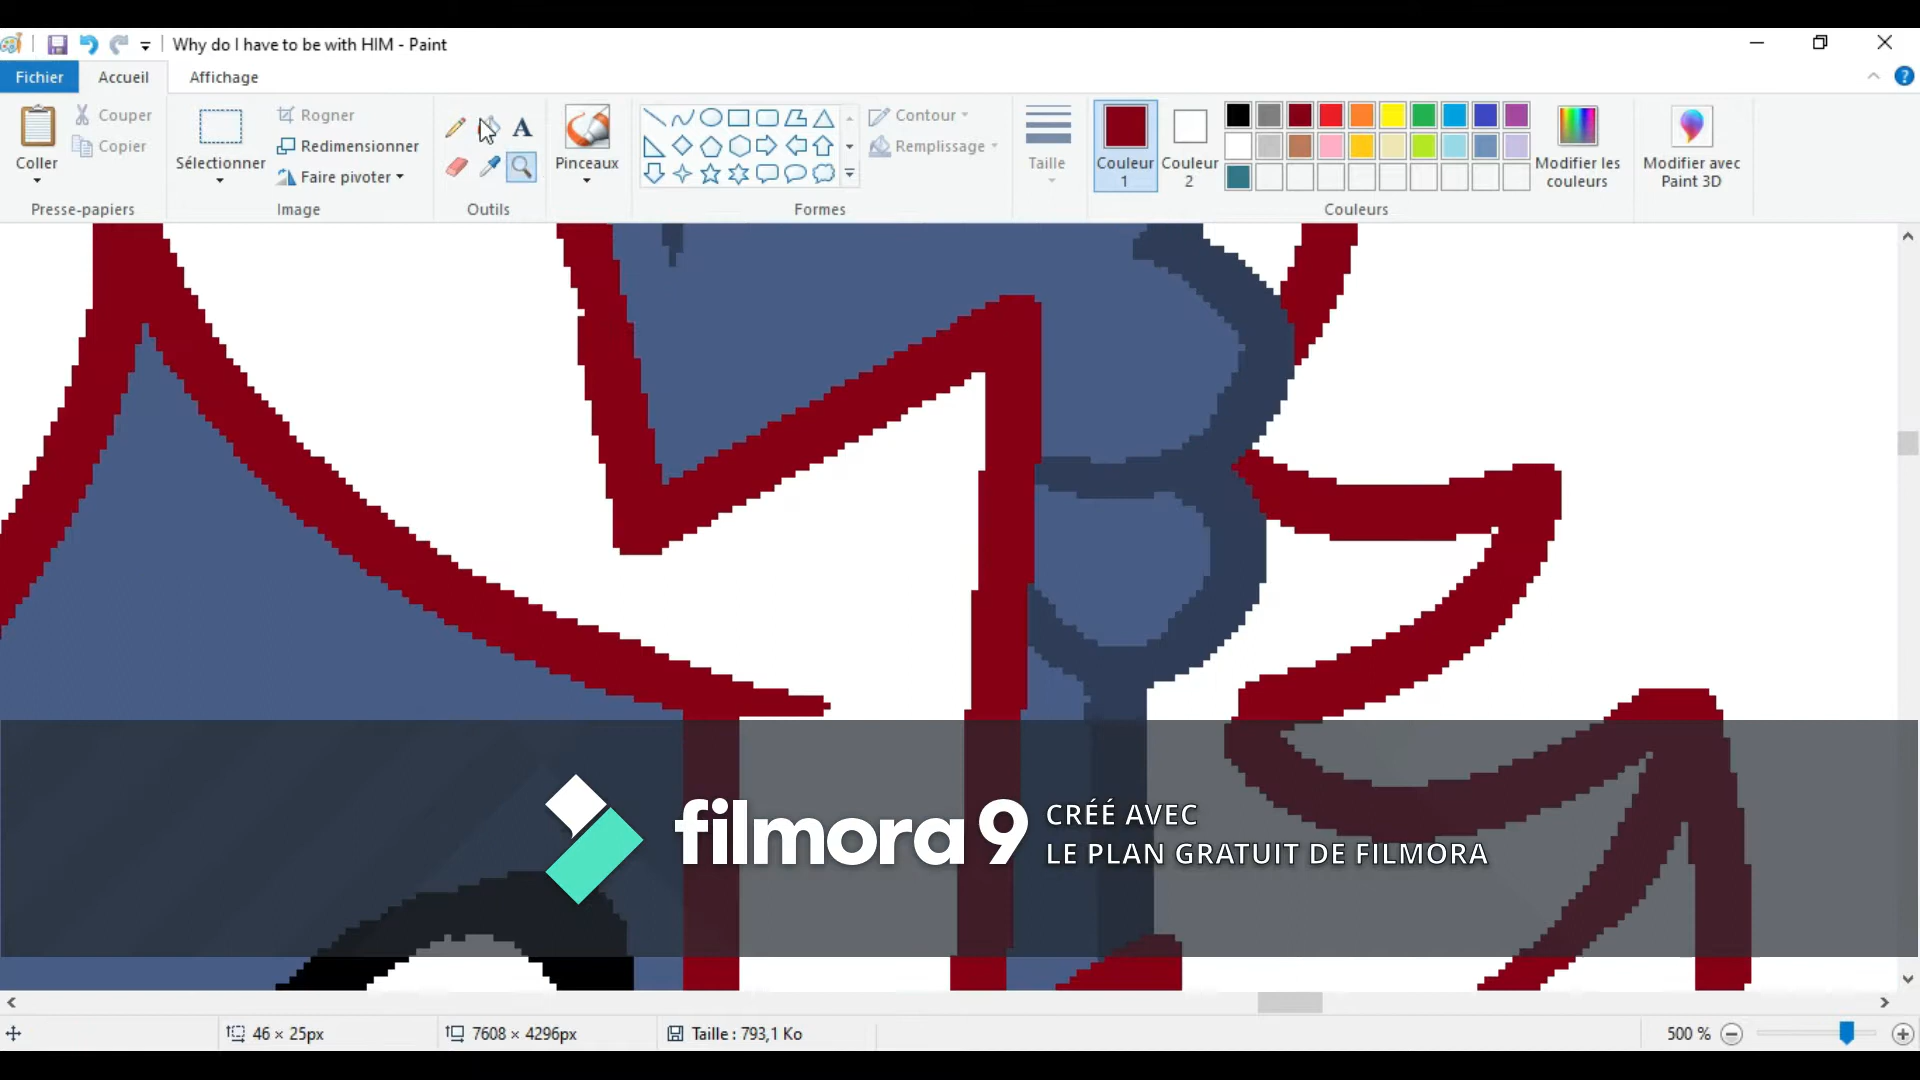 Why do I have to be with HIM - Paint
Fichier
Accueil
Affichage
Coller
Couper
Copier
Presse-papiers
Sélectionner
Rogner
Redimensionner
Faire pivoter
Image
A
Outils
Pinceaux
Contour
Remplissage
Formes
Taille
Couleur
1
Couleur
2
Couleurs
Modifier les
couleurs
Modifier avec
Paint 3D
filmora9
CRÉÉ AVEC
LE PLAN GRATUIT DE FILMORA
46 × 25px
7608 × 4296px
Taille : 793,1 Ko
500 %